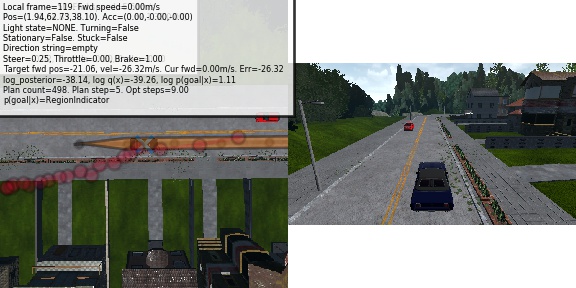 Local frame=119. Fwd speed=0.00m/s
Pos=(1.94,62.73,38.10). Acc=(0.00,-0.00,-0.00)
Light state=NONE. Turning=False
Stationary=False. Stuck=False
Direction string=empty
Steer=0.25; Throttle=0.00; Brake=1.00
Target fwd pos=-21.06, vel=-26.32m/s. Cur fwd=0.00m/s. Err=-26.32
log_posterior=-38.14, log q(x)=-39.26, log p(goal|x)=1.11
Plan count=498. Plan step=5. Opt steps=9.00
p(goal|x)=RegionIndicator